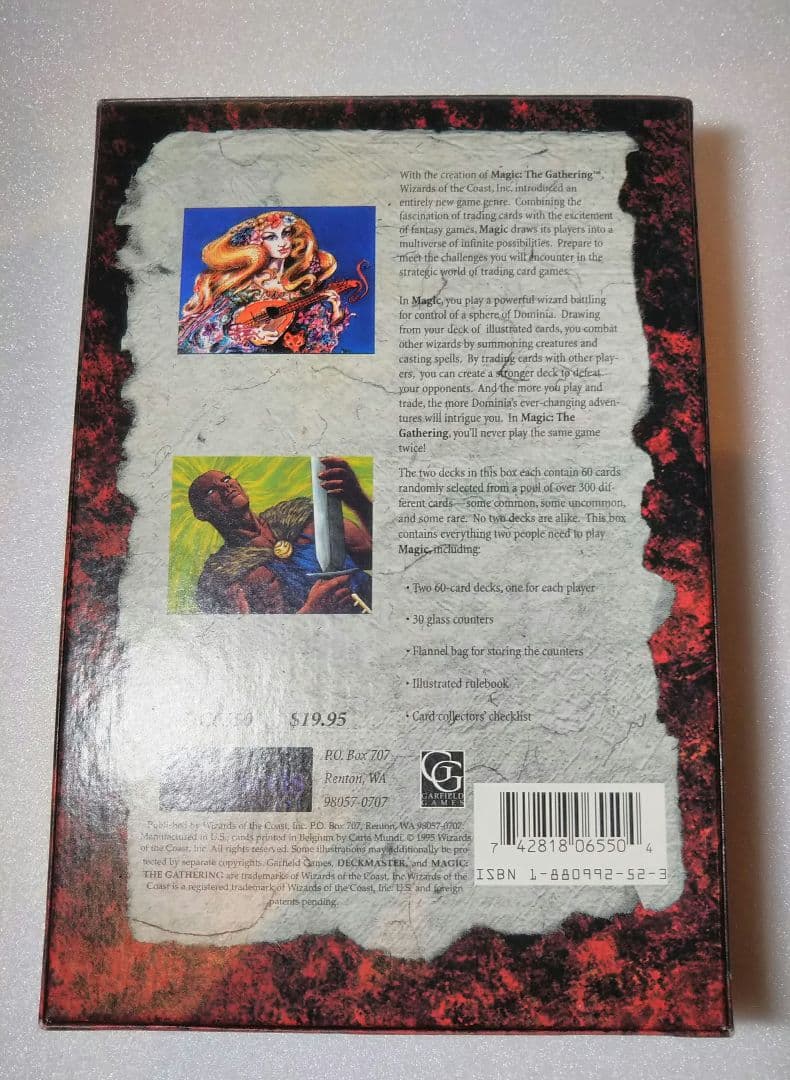 With the creation of Magic: The Gathering™,
Wizards of the Coast, Inc. introduced an
entirely new game genre. Combining the
fascination of trading cards with the excitement
of fantasy games, Magic draws its players into a
multiverse of infinite possibilities. Prepare to
meet the challenges you will encounter in the
strategic world of trading card games.
In Magic, you play a powerful wizard battling
for control of a sphere of Dominia. Drawing
from your deck of illustrated cards, you combat
other wizards by summoning creatures and
casting spells. By trading cards with other play-
ers, you can create a stronger deck to defeat
your opponents. And the more you play and
trade, the more Dominia's ever-changing adven-
tures will intrigue you. In Magic: The
Gathering, you'll never play the same game
twice!
The two decks in this box each contain 60 cards
randomly selected from a pool of over 300 dif-
ferent cards—some common, some uncommon,
and some rare. No two decks are alike. This box
contains everything two people need to play
Magic, including:
• Two 60-card decks, one for each player
• 30 glass counters
• Flannel bag for storing the counters
• Illustrated rulebook
• Card collectors' checklist
$19.95
P.O. Box 707
Renton, WA
98057-0707
GG
GARFIELD
GAMES
Published by Wizards of the Coast, Inc. P.O. Box 707, Renton, WA 98057-0707.
Manufactured in U.S.; cards printed in Belgium by Carta Mundi. © 1995 Wizards
of the Coast, Inc. All rights reserved. Some illustrations may additionally be pro-
tected by separate copyrights. Garfield Games, DECKMASTER, and MAGIC:
THE GATHERING are trademarks of Wizards of the Coast, Inc. Wizards of the
Coast is a registered trademark of Wizards of the Coast, Inc. U.S. and foreign
patents pending.
7 42818 06550 4
ISBN 1-880992-52-3